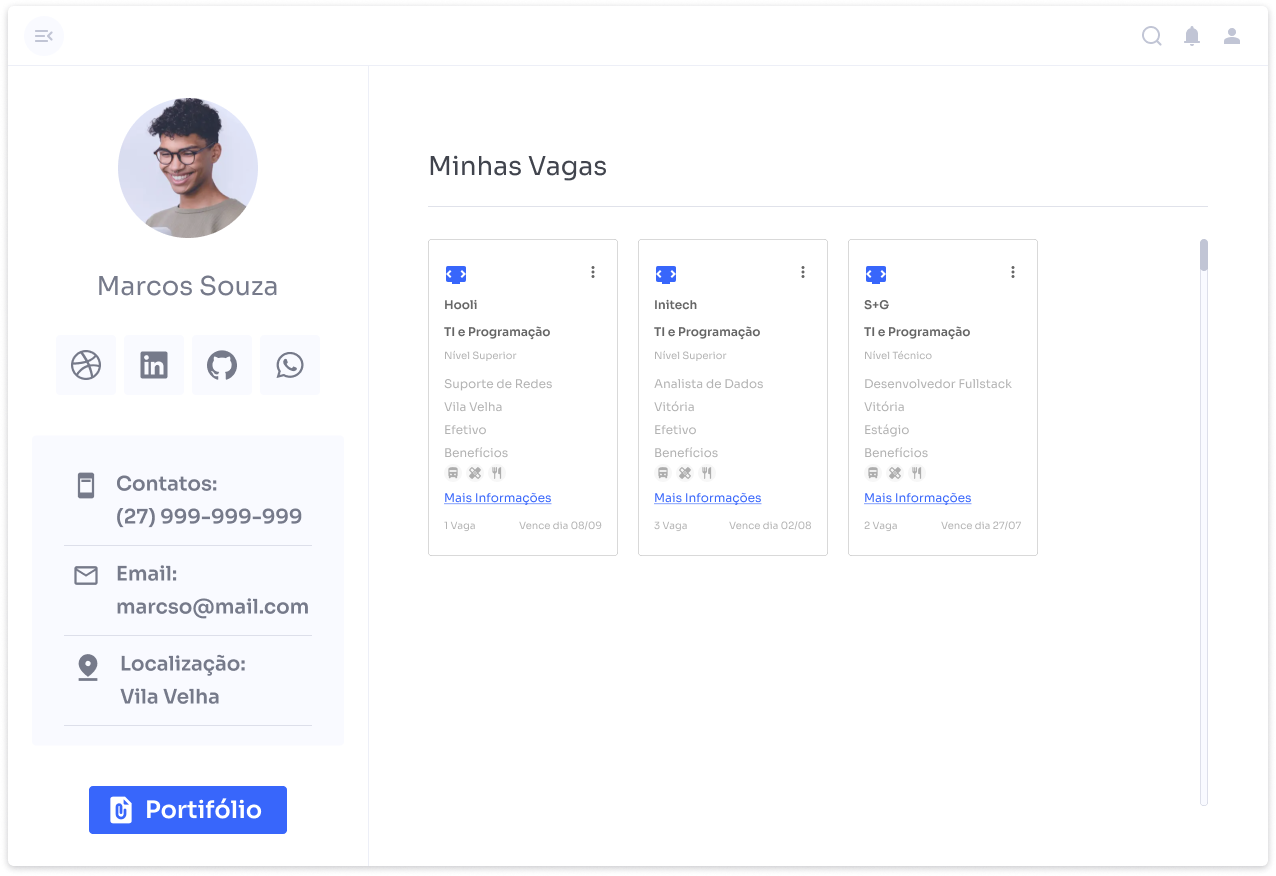 Marcos Souza
Contatos:
(27) 999-999-999
Email:
marcso@mail.com
Localização:
Vila Velha
Portifólio
Minhas Vagas
Hooli
TI e Programação
Nível Superior
Suporte de Redes
Vila Velha
Efetivo
Benefícios
Mais Informações
1 Vaga Vence dia 08/09
Initech
TI e Programação
Nível Superior
Analista de Dados
Vitória
Efetivo
Benefícios
Mais Informações
3 Vaga Vence dia 02/08
S+G
TI e Programação
Nível Técnico
Desenvolvedor Fullstack
Vitória
Estágio
Benefícios
Mais Informações
2 Vaga Vence dia 27/07